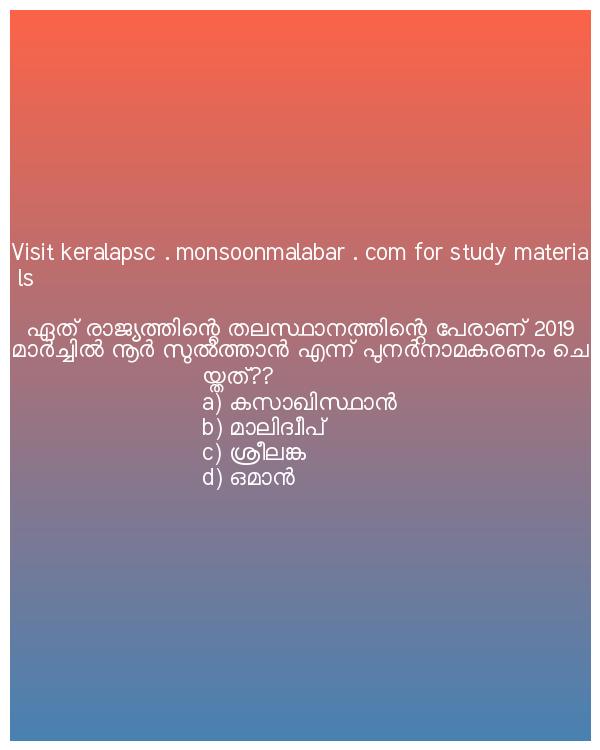 Visit keralapsc . monsoonmalabar . com for study materia
ls
ഏത് രാജ്യത്തിന്റെ തലസ്ഥാനത്തിന്റെ പേരാണ് 2019
മാർച്ചിൽ നൂർ സുൽത്താൻ എന്ന് പുനർനാമകരണം ചെ
യ്തത്??
a) കസാഖിസ്ഥാൻ
b) മാലിദ്വീപ്
c) ശ്രീലങ്ക
d) ഒമാൻ